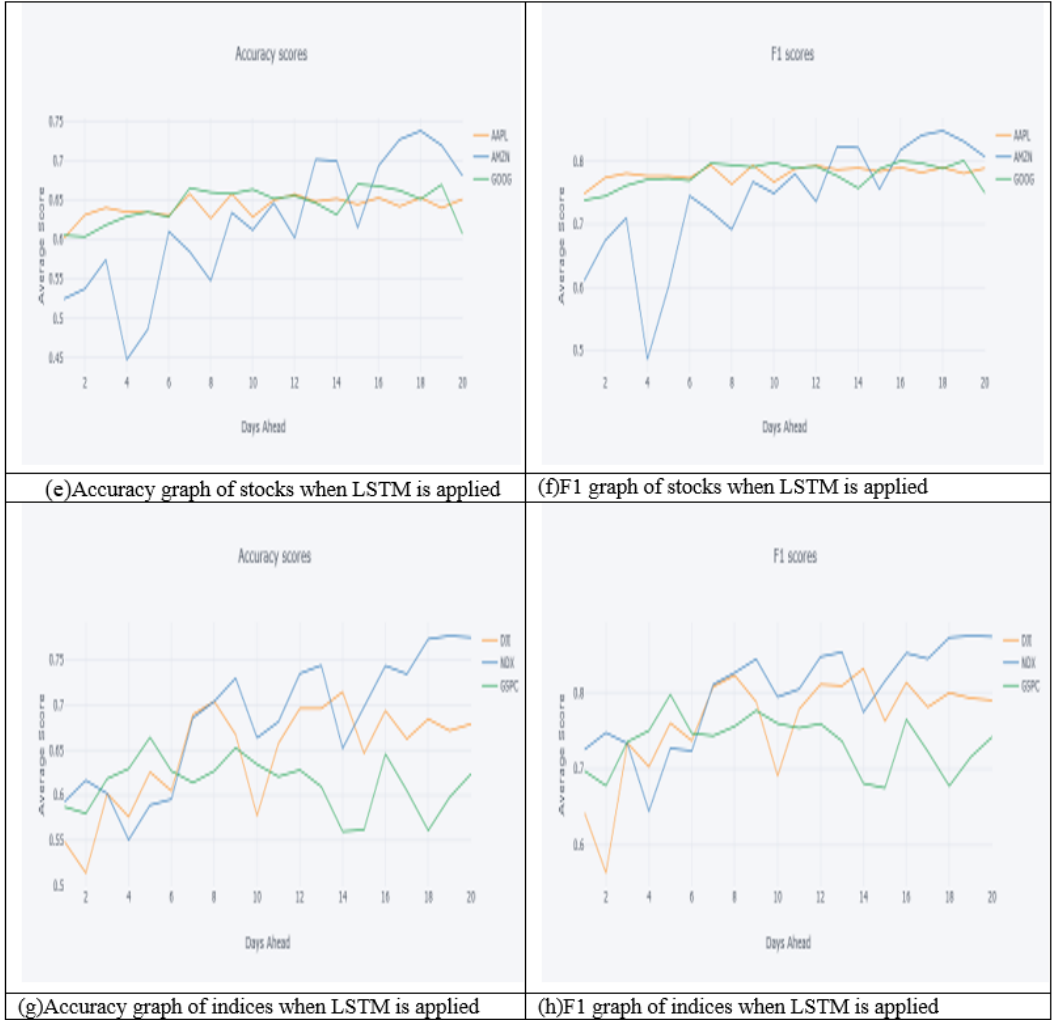 Accuracy scores
0.75
0.7
0.65
0.6
0.55
0.5
0.45
Average Score
2 4 6 8 10 12 14 16 18 20
Days Ahead
AAPL
AMZN
GOOG
F1 scores
0.8
0.7
0.6
0.5
Average Score
2 4 6 8 10 12 14 16 18 20
Days Ahead
AAPL
AMZN
GOOG
(e)Accuracy graph of stocks when LSTM is applied
(f)F1 graph of stocks when LSTM is applied
Accuracy scores
0.75
0.7
0.65
0.6
0.55
0.5
Average Score
2 4 6 8 10 12 14 16 18 20
Days Ahead
DJI
NDX
GSPC
F1 scores
0.8
0.7
0.6
Average Score
2 4 6 8 10 12 14 16 18 20
Days Ahead
DJI
NDX
GSPC
(g)Accuracy graph of indices when LSTM is applied
(h)F1 graph of indices when LSTM is applied